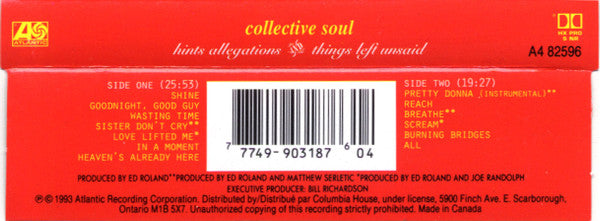 ATLANTIC
collective soul
hints allegations & things left unsaid
HX PRO
B NR
A4 82596
SIDE ONE (25:53)
SHINE
GOODNIGHT, GOOD GUY
WASTING TIME
SISTER DON'T CRY**
LOVE LIFTED ME*
IN A MOMENT
HEAVEN'S ALREADY HERE
7 7749-903187 6 04
SIDE TWO (19:27)
PRETTY DONNA (INSTRUMENTAL)**
REACH
BREATHE**
SCREAM*
BURNING BRIDGES
ALL
PRODUCED BY ED ROLAND **PRODUCED BY ED ROLAND AND MATTHEW SERLETIC *PRODUCED BY ED ROLAND AND JOE RANDOLPH
EXECUTIVE PRODUCER: BILL RICHARDSON
℗© 1993 Atlantic Recording Corporation. Distributed by/Distribué par Columbia House, under license, 5900 Finch Ave. E. Scarborough,
Ontario M1B 5X7. Unauthorized copying of this recording strictly prohibited. Made in Canada